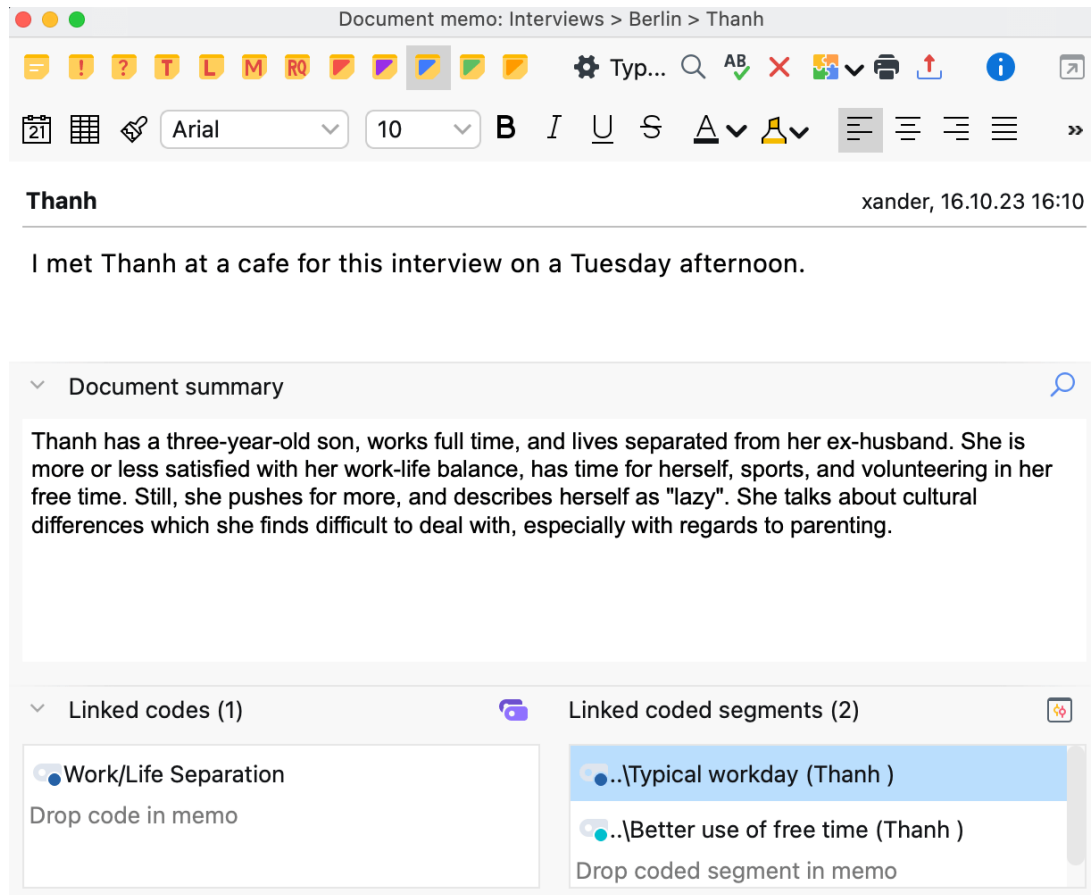 Document memo: Interviews > Berlin > Thanh
! ? T L M RQ Typ... AB i
21 Arial 10 B I U S A »
Thanh xander, 16.10.23 16:10
I met Thanh at a cafe for this interview on a Tuesday afternoon.
Document summary
Thanh has a three-year-old son, works full time, and lives separated from her ex-husband. She is
more or less satisfied with her work-life balance, has time for herself, sports, and volunteering in her
free time. Still, she pushes for more, and describes herself as "lazy". She talks about cultural
differences which she finds difficult to deal with, especially with regards to parenting.
Linked codes (1) Linked coded segments (2)
Work/Life Separation
Drop code in memo
..\Typical workday (Thanh )
..\Better use of free time (Thanh )
Drop coded segment in memo